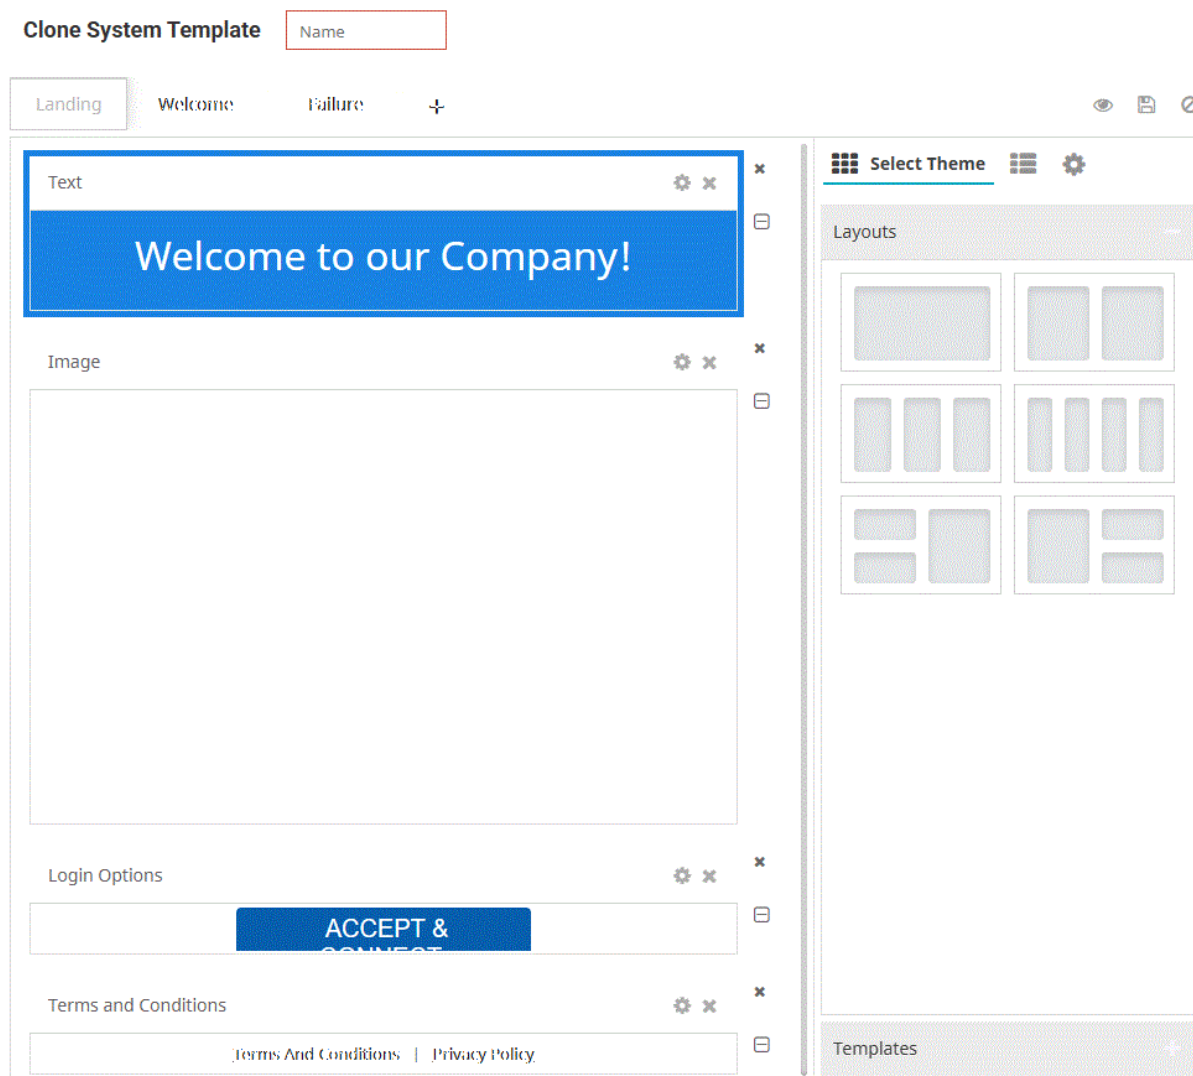 Clone System Template Name
Landing Welcome Failure
Select Theme
Text
Layouts
Welcome to our Company!
Image
Login Options
ACCEPT &
CONNECT
Terms and Conditions
Terms And Conditions | Privacy Policy
Templates